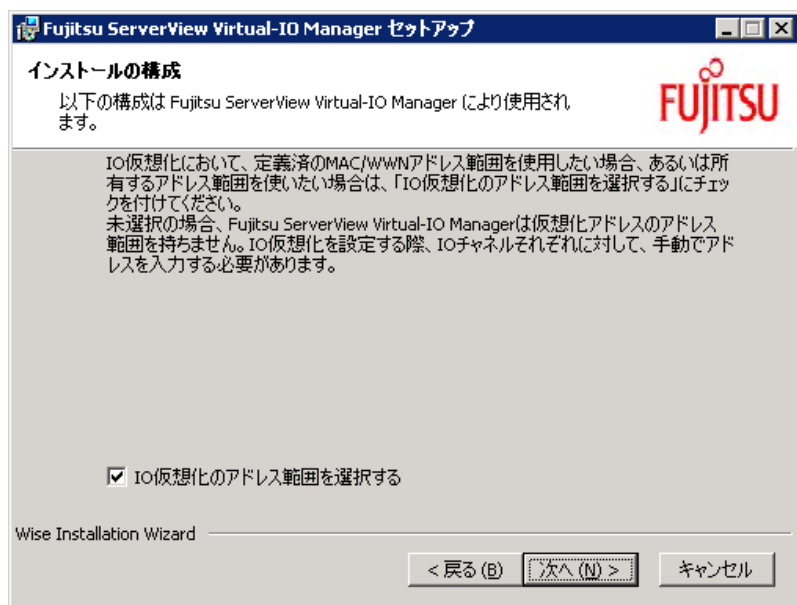 Fujitsu ServerView Virtual-IO Manager セットアップ
インストールの構成
以下の構成は Fujitsu ServerView Virtual-IO Manager により使用され
ます。
FUJITSU
IO仮想化において、定義済のMAC/WWNアドレス範囲を使用したい場合、あるいは所
有するアドレス範囲を使いたい場合は、「IO仮想化のアドレス範囲を選択する」にチェッ
クを付けてください。
未選択の場合、Fujitsu ServerView Virtual-IO Managerは仮想化アドレスのアドレス
範囲を持ちません。IO仮想化を設定する際、IOチャネルそれぞれに対して、手動でアド
レスを入力する必要があります。
IO仮想化のアドレス範囲を選択する
Wise Installation Wizard
< 戻る (B) 次へ (N) > キャンセル